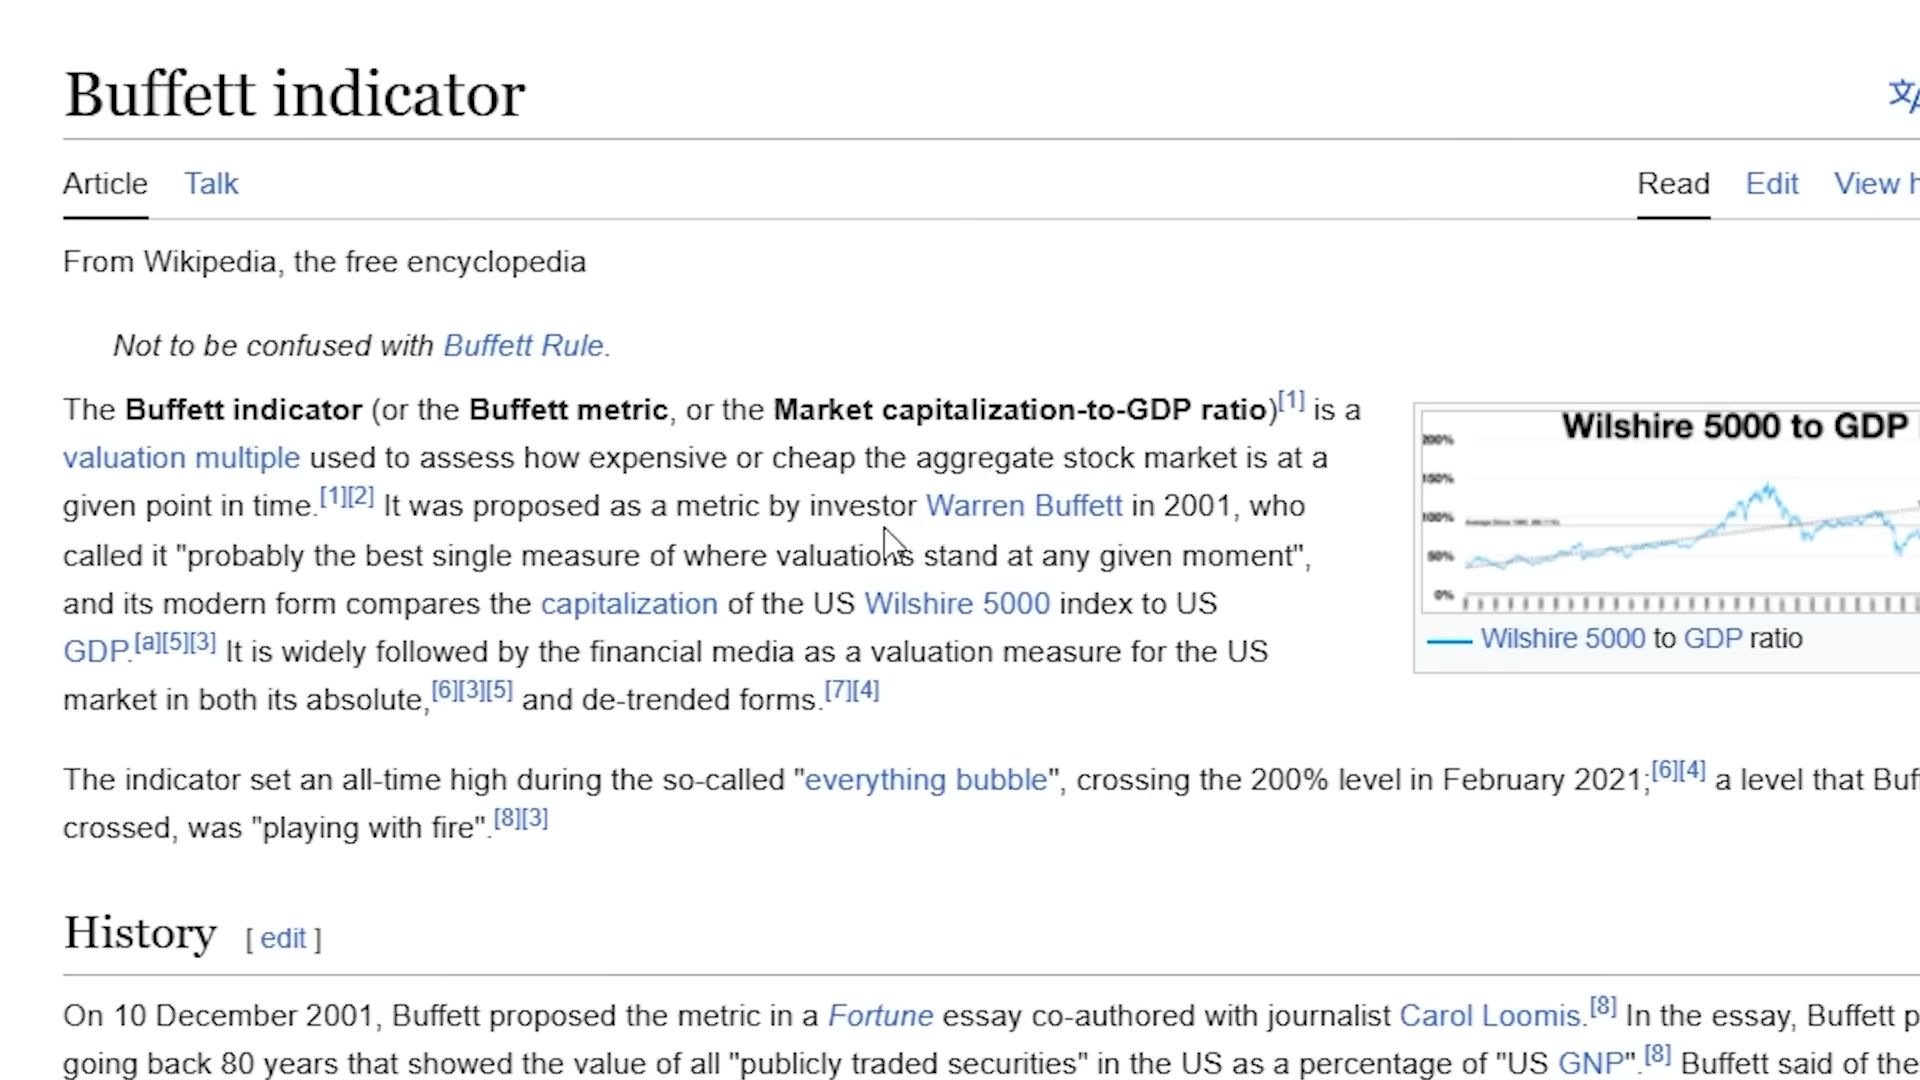 Buffett indicator
文
Article Talk Read Edit View
From Wikipedia, the free encyclopedia
Not to be confused with Buffett Rule.
The Buffett indicator (or the Buffett metric, or the Market capitalization-to-GDP ratio)[1] is a
valuation multiple used to assess how expensive or cheap the aggregate stock market is at a
given point in time.[1][2] It was proposed as a metric by investor Warren Buffett in 2001, who
called it "probably the best single measure of where valuations stand at any given moment",
and its modern form compares the capitalization of the US Wilshire 5000 index to US
GDP.[a][5][3] It is widely followed by the financial media as a valuation measure for the US
market in both its absolute,[6][3][5] and de-trended forms.[7][4]
Wilshire 5000 to GDP
200%
150%
100%
50%
0%
Wilshire 5000 to GDP ratio
The indicator set an all-time high during the so-called "everything bubble", crossing the 200% level in February 2021;[6][4] a level that Buf
crossed, was "playing with fire".[8][3]
History [ edit ]
On 10 December 2001, Buffett proposed the metric in a Fortune essay co-authored with journalist Carol Loomis.[8] In the essay, Buffett p
going back 80 years that showed the value of all "publicly traded securities" in the US as a percentage of "US GNP".[8] Buffett said of the